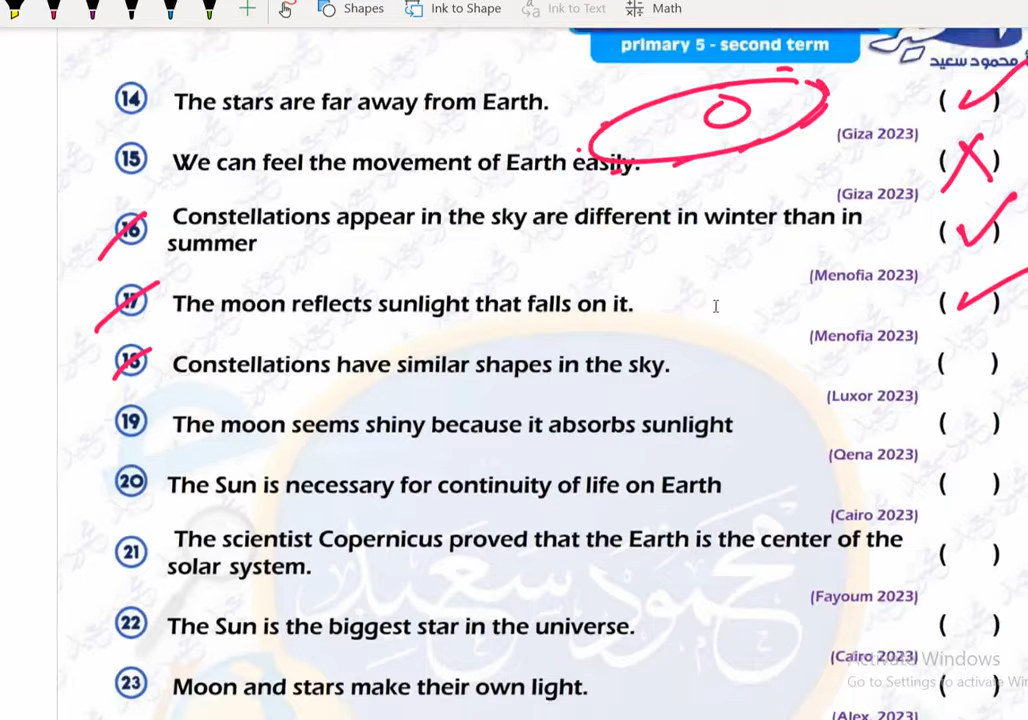 Shapes Ink to Shape Ink to Text Math
primary 5 - second term
محمود سعيد
14 The stars are far away from Earth. ( ✓ )
(Giza 2023)
15 We can feel the movement of Earth easily. ( X )
(Giza 2023)
16 Constellations appear in the sky are different in winter than in
summer ( ✓ )
(Menofia 2023)
17 The moon reflects sunlight that falls on it. ( ✓ )
(Menofia 2023)
18 Constellations have similar shapes in the sky. ( )
(Luxor 2023)
19 The moon seems shiny because it absorbs sunlight ( )
(Qena 2023)
20 The Sun is necessary for continuity of life on Earth ( )
(Cairo 2023)
21 The scientist Copernicus proved that the Earth is the center of the
solar system. ( )
(Fayoum 2023)
22 The Sun is the biggest star in the universe. ( )
(Cairo 2023)
Activate Windows
23 Moon and stars make their own light. ( )
Go to Settings to activate Win
(Alex. 2023)
محمود سعيد